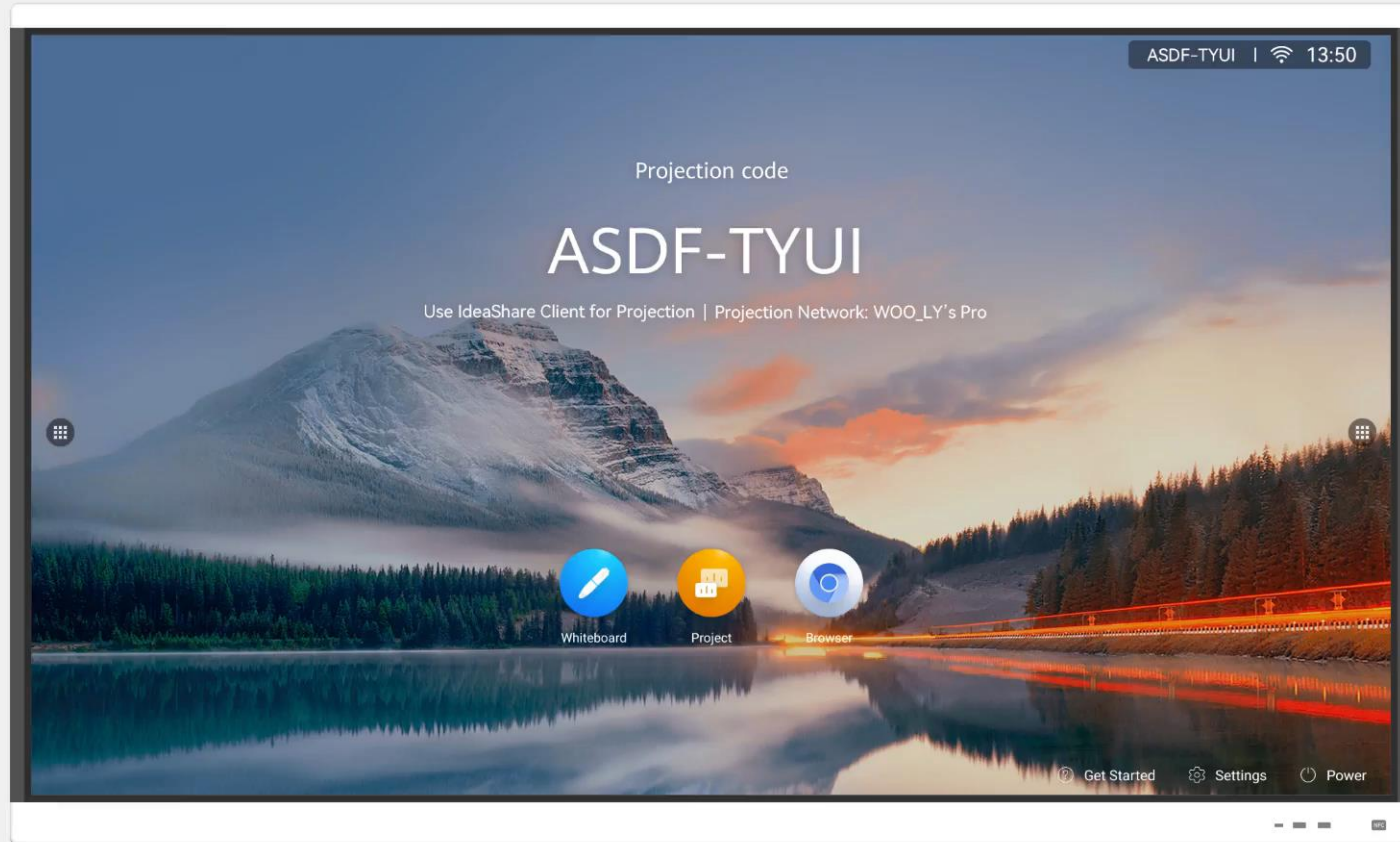 ASDF-TYUI | 13:50
Projection code
ASDF-TYUI
Use IdeaShare Client for Projection | Projection Network: WOO_LY's Pro
Whiteboard Project Browser
Get Started Settings Power
NFC